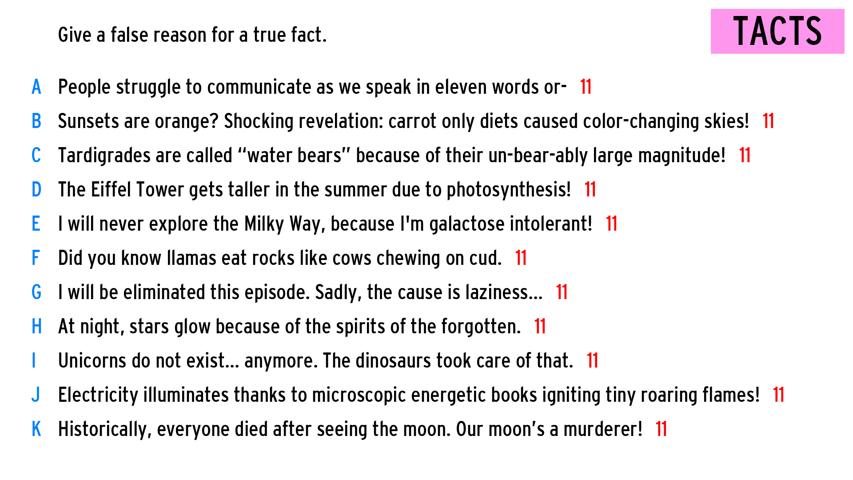 Give a false reason for a true fact.
TACTS
A People struggle to communicate as we speak in eleven words or- 11
B Sunsets are orange? Shocking revelation: carrot only diets caused color-changing skies! 11
C Tardigrades are called “water bears” because of their un-bear-ably large magnitude! 11
D The Eiffel Tower gets taller in the summer due to photosynthesis! 11
E I will never explore the Milky Way, because I'm galactose intolerant! 11
F Did you know llamas eat rocks like cows chewing on cud. 11
G I will be eliminated this episode. Sadly, the cause is laziness... 11
H At night, stars glow because of the spirits of the forgotten. 11
I Unicorns do not exist... anymore. The dinosaurs took care of that. 11
J Electricity illuminates thanks to microscopic energetic books igniting tiny roaring flames! 11
K Historically, everyone died after seeing the moon. Our moon’s a murderer! 11